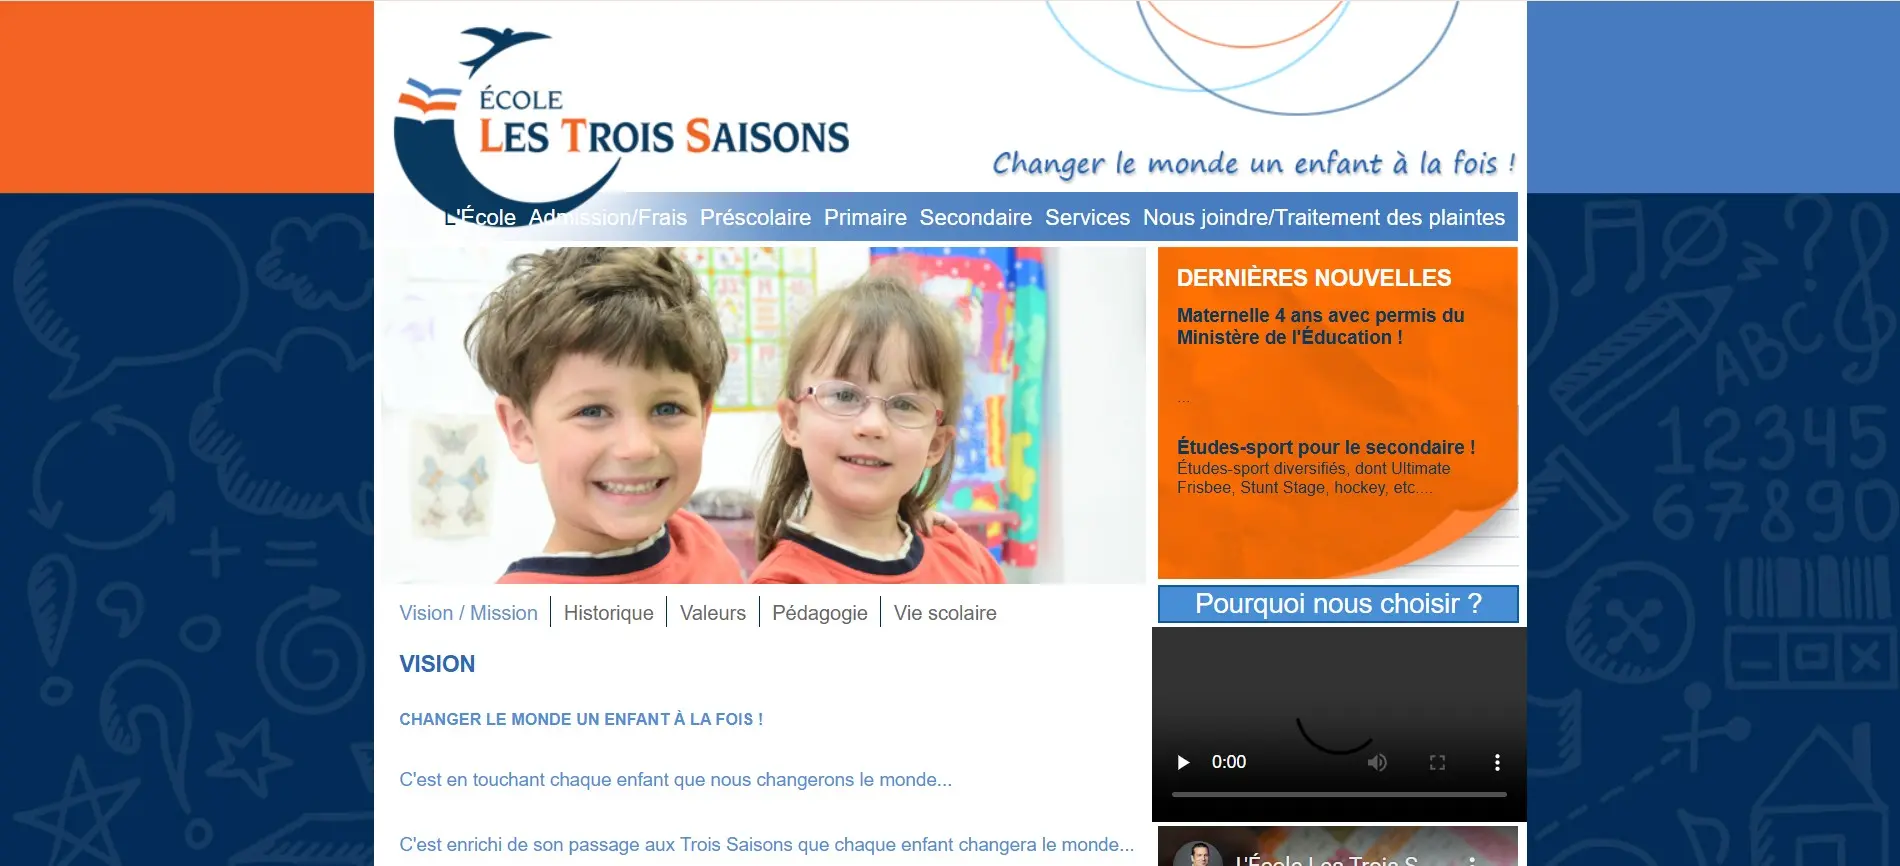 ÉCOLE
LES TROIS SAISONS
Changer le monde un enfant à la fois !
L'École Admission/Frais Préscolaire Primaire Secondaire Services Nous joindre/Traitement des plaintes
DERNIÈRES NOUVELLES
Maternelle 4 ans avec permis du
Ministère de l'Éducation !
...
Études-sport pour le secondaire !
Études-sport diversifiés, dont Ultimate
Frisbee, Stunt Stage, hockey, etc....
Pourquoi nous choisir ?
Vision / Mission
Historique
Valeurs
Pédagogie
Vie scolaire
VISION
CHANGER LE MONDE UN ENFANT À LA FOIS !
C'est en touchant chaque enfant que nous changerons le monde...
C'est enrichi de son passage aux Trois Saisons que chaque enfant changera le monde...
0:00
L'École Les Trois S...
ABC
12345
67890